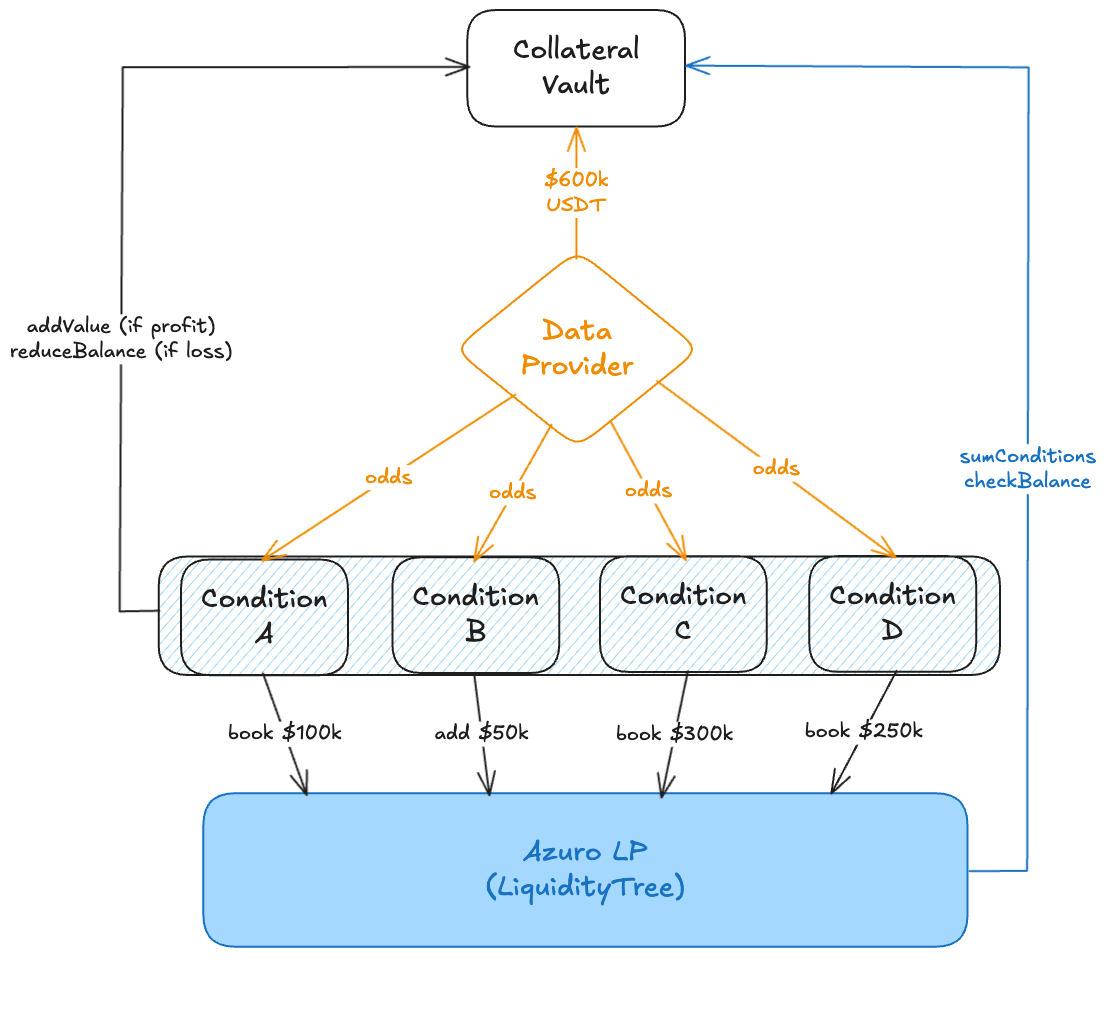 Collateral
Vault
$600k
USDT
addValue (if profit)
reduceBalance (if loss)
Data
Provider
sumConditions
checkBalance
odds
odds
odds
odds
Condition
A
Condition
B
Condition
C
Condition
D
book $100k
add $50k
book $300k
book $250k
Azuro LP
(LiquidityTree)